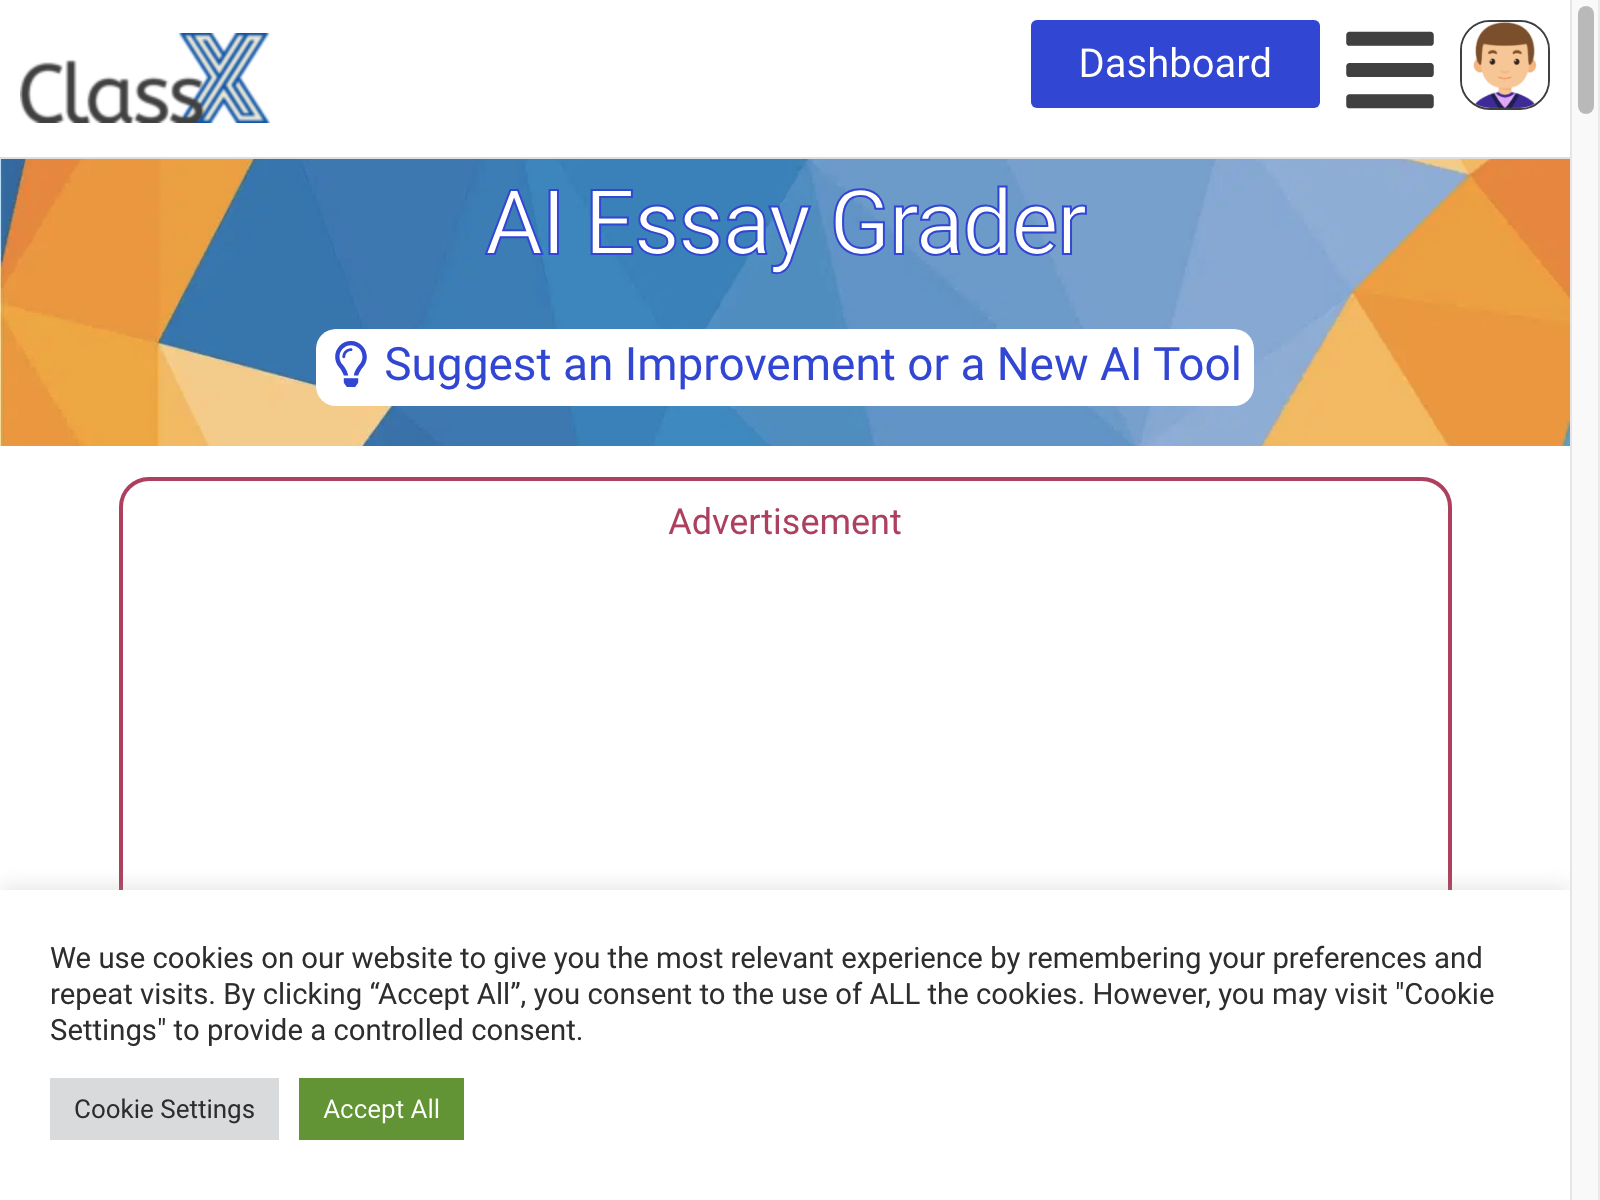 ClassX
Dashboard
AI Essay Grader
Suggest an Improvement or a New AI Tool
Advertisement
We use cookies on our website to give you the most relevant experience by remembering your preferences and
repeat visits. By clicking “Accept All”, you consent to the use of ALL the cookies. However, you may visit "Cookie
Settings" to provide a controlled consent.
Cookie Settings
Accept All